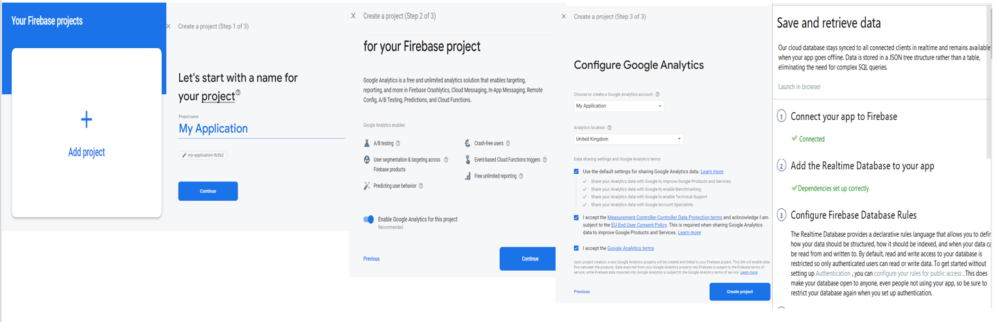 Your Firebase projects
+
Add project
X Create a project (Step 1 of 3)
Let's start with a name for
your project
Project name
My Application
my-application-fb3b2
Continue
X Create a project (Step 2 of 3)
for your Firebase project
Google Analytics is a free and unlimited analytics solution that enables targeting,
reporting, and more in Firebase Crashlytics, Cloud Messaging, In-App Messaging, Remote
Config, A/B Testing, Predictions, and Cloud Functions.
Google Analytics enables:
A/B testing
User segmentation & targeting across
Firebase products
Predicting user behavior
Crash-free users
Event-based Cloud Functions triggers
Free unlimited reporting
Enable Google Analytics for this project
Recommended
Previous
Continue
X Create a project (Step 3 of 3)
Configure Google Analytics
Choose or create a Google Analytics account
My Application
Analytics location
United Kingdom
Data sharing settings and Google Analytics terms
Use the default settings for sharing Google Analytics data. Learn more
Share your Analytics data with Google to improve Google Products and Services
Share your Analytics data with Google to enable Benchmarking
Share your Analytics data with Google to enable Technical Support
Share your Analytics data with Google Account Specialists
I accept the Measurement Controller-Controller Data Protection terms and acknowledge I am
subject to the EU End User Consent Policy. This is required when sharing Google Analytics
data to improve Google Products and Services. Learn more
I accept the Google Analytics terms
Upon project creation, a new Google Analytics property will be created and linked to your Firebase project. This link will enable data
flow between the products. Data exported from your Google Analytics property into Firebase is subject to the Firebase terms of
service, while Firebase data imported into Google Analytics is subject to the Google Analytics terms of service. Learn more
Previous
Create project
Save and retrieve data
Our cloud database stays synced to all connected clients in realtime and remains available
when your app goes offline. Data is stored in a JSON tree structure rather than a table,
eliminating the need for complex SQL queries.
Launch in browser
1 Connect your app to Firebase
Connected
2 Add the Realtime Database to your app
Dependencies set up correctly
3 Configure Firebase Database Rules
The Realtime Database provides a declarative rules language that allows you to defin
how your data should be structured, how it should be indexed, and when your data ca
be read from and written to. By default, read and write access to your database is
restricted so only authenticated users can read or write data. To get started without
setting up Authentication , you can configure your rules for public access . This does
make your database open to anyone, even people not using your app, so be sure to
restrict your database again when you set up authentication.